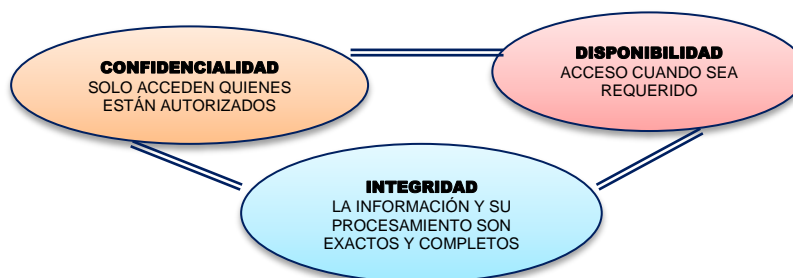 CONFIDENCIALIDAD
SOLO ACCEDEN QUIENES
ESTÁN AUTORIZADOS
DISPONIBILIDAD
ACCESO CUANDO SEA
REQUERIDO
INTEGRIDAD
LA INFORMACIÓN Y SU
PROCESAMIENTO SON
EXACTOS Y COMPLETOS